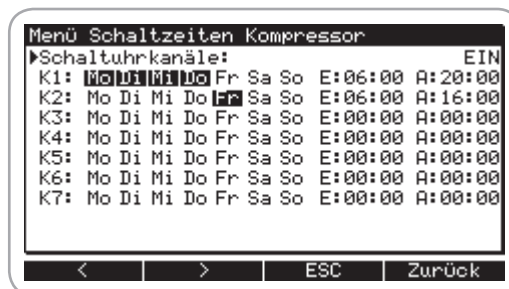 Menü Schaltzeiten Kompressor
▶Schaltuhrkanäle: EIN
K1: Mo Di Mi Do Fr Sa So E:06:00 A:20:00
K2: Mo Di Mi Do Fr Sa So E:06:00 A:16:00
K3: Mo Di Mi Do Fr Sa So E:00:00 A:00:00
K4: Mo Di Mi Do Fr Sa So E:00:00 A:00:00
K5: Mo Di Mi Do Fr Sa So E:00:00 A:00:00
K6: Mo Di Mi Do Fr Sa So E:00:00 A:00:00
K7: Mo Di Mi Do Fr Sa So E:00:00 A:00:00
< > ESC Zurück